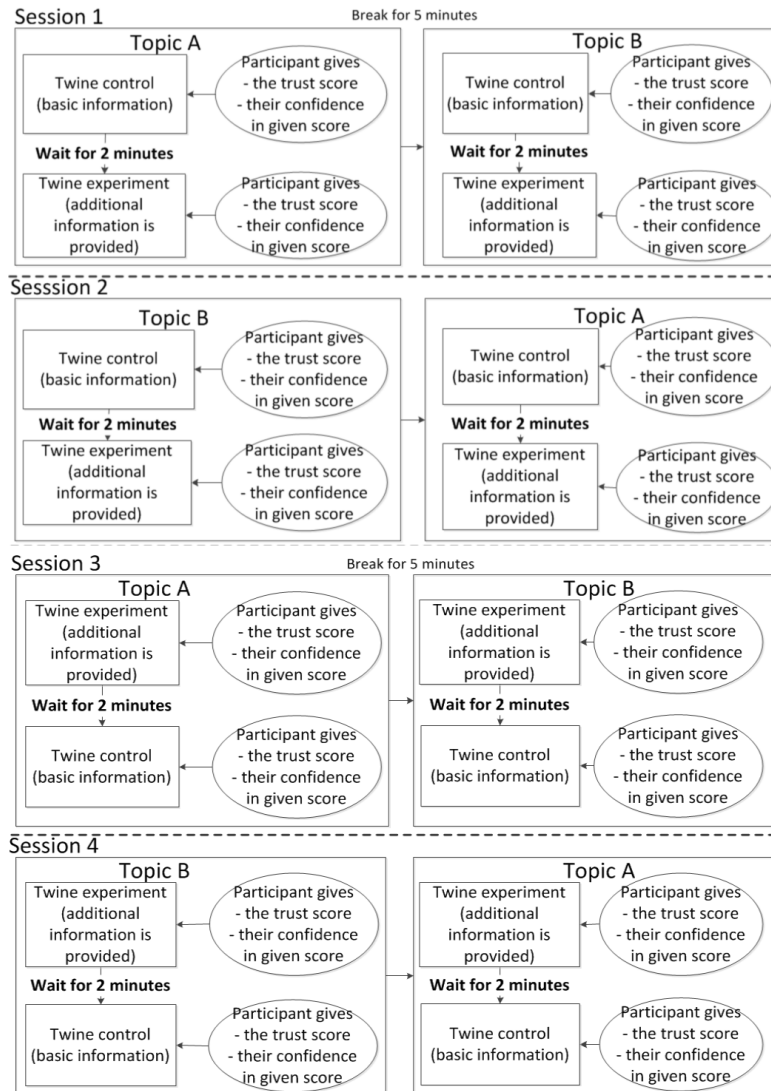 Session 1
Break for 5 minutes
Topic A
Twine control
(basic information)
Participant gives
- the trust score
- their confidence
in given score
Wait for 2 minutes
Twine experiment
(additional
information is
provided)
Participant gives
- the trust score
- their confidence
in given score
Topic B
Twine control
(basic information)
Participant gives
- the trust score
- their confidence
in given score
Wait for 2 minutes
Twine experiment
(additional
information is
provided)
Participant gives
- the trust score
- their confidence
in given score
Sesssion 2
Topic B
Twine control
(basic information)
Participant gives
- the trust score
- their confidence
in given score
Wait for 2 minutes
Twine experiment
(additional
information is
provided)
Participant gives
- the trust score
- their confidence
in given score
Topic A
Twine control
(basic information)
Participant gives
- the trust score
- their confidence
in given score
Wait for 2 minutes
Twine experiment
(additional
information is
provided)
Participant gives
- the trust score
- their confidence
in given score
Session 3
Break for 5 minutes
Topic A
Twine experiment
(additional
information is
provided)
Participant gives
- the trust score
- their confidence
in given score
Wait for 2 minutes
Twine control
(basic information)
Participant gives
- the trust score
- their confidence
in given score
Topic B
Twine experiment
(additional
information is
provided)
Participant gives
- the trust score
- their confidence
in given score
Wait for 2 minutes
Twine control
(basic information)
Participant gives
- the trust score
- their confidence
in given score
Session 4
Topic B
Twine experiment
(additional
information is
provided)
Participant gives
- the trust score
- their confidence
in given score
Wait for 2 minutes
Twine control
(basic information)
Participant gives
- the trust score
- their confidence
in given score
Topic A
Twine experiment
(additional
information is
provided)
Participant gives
- the trust score
- their confidence
in given score
Wait for 2 minutes
Twine control
(basic information)
Participant gives
- the trust score
- their confidence
in given score